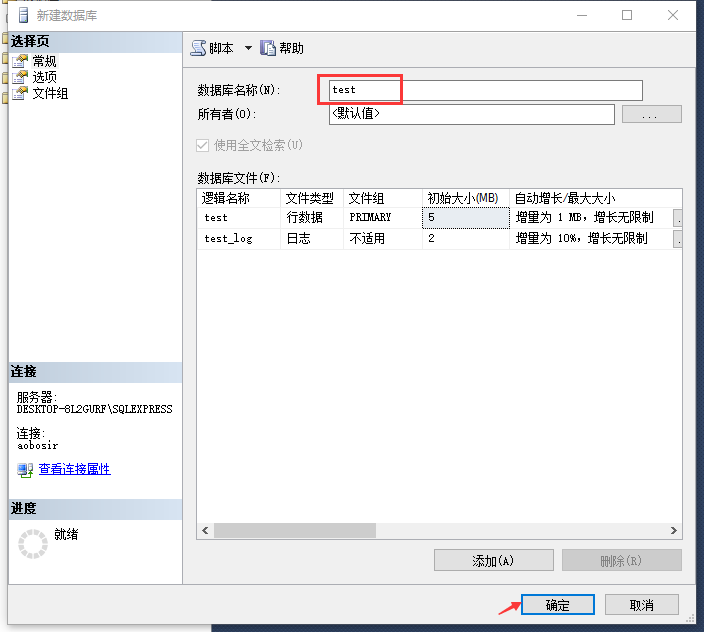 新建数据库
选择页
常规
选项
文件组
脚本 帮助
数据库名称(N): test
所有者(O): <默认值> ...
使用全文检索(U)
数据库文件(F):
逻辑名称 文件类型 文件组 初始大小(MB) 自动增长/最大大小
test 行数据 PRIMARY 5 增量为 1 MB，增长无限制 .
test_log 日志 不适用 2 增量为 10%，增长无限制 .
连接
服务器:
DESKTOP-8L2GURF\SQLEXPRESS
连接:
aobosir
查看连接属性
进度
就绪
添加(A) 删除(R)
确定 取消